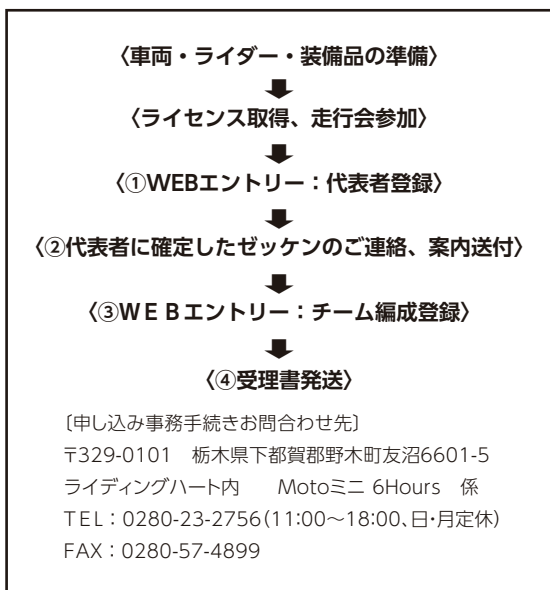 〈車両・ライダー・装備品の準備〉
〈ライセンス取得、走行会参加〉
〈①WEBエントリー：代表者登録〉
〈②代表者に確定したゼッケンのご連絡、案内送付〉
〈③WEBエントリー：チーム編成登録〉
〈④受理書発送〉
〔申し込み事務手続きお問合わせ先〕
〒329-0101　栃木県下都賀郡野木町友沼6601-5
ライディングハート内　　Motoミニ 6Hours　係
TEL：0280-23-2756(11:00～18:00、日・月定休)
FAX：0280-57-4899